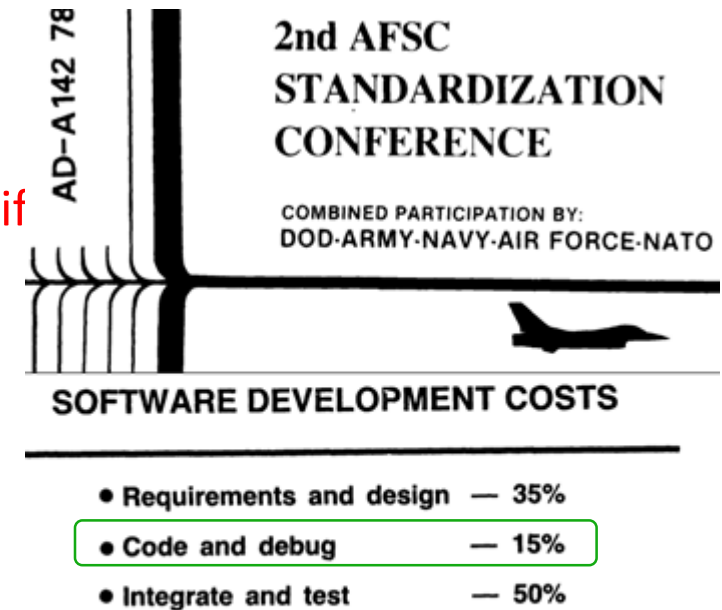 AD-A142 78
2nd AFSC
STANDARDIZATION
CONFERENCE
if
COMBINED PARTICIPATION BY:
DOD-ARMY-NAVY-AIR FORCE-NATO
SOFTWARE DEVELOPMENT COSTS
• Requirements and design — 35%
• Code and debug — 15%
• Integrate and test — 50%